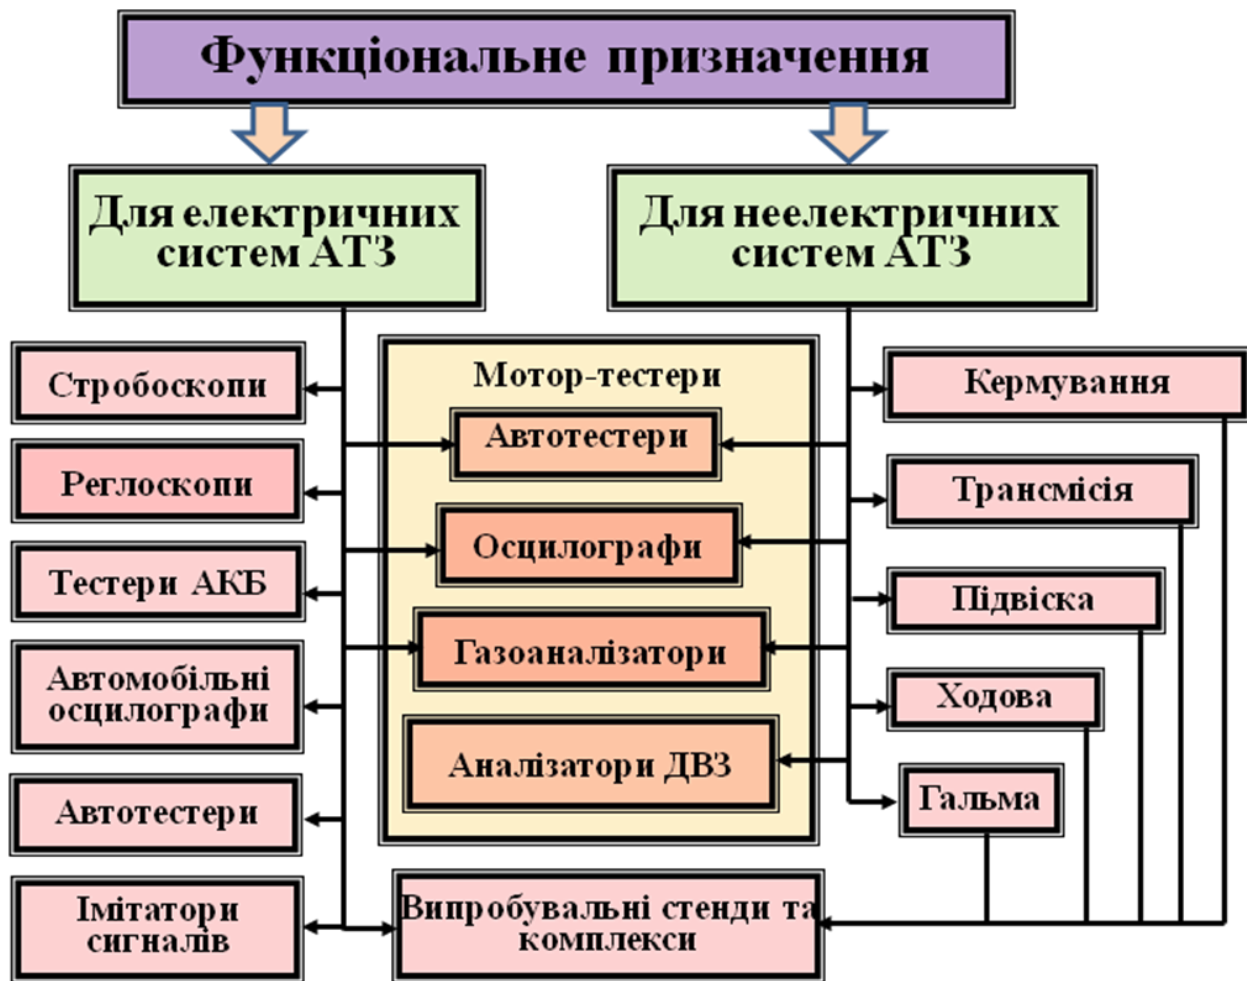 Функціональне призначення
Для електричних
систем АТЗ
Для неелектричних
систем АТЗ
Стробоскопи
Реглоскопи
Тестери АКБ
Автомобільні
осцилографи
Автотестери
Імітатори
сигналів
Мотор-тестери
Автотестери
Осцилографи
Газоаналізатори
Аналізатори ДВЗ
Випробувальні стенди та
комплекси
Кермування
Трансмісія
Підвіска
Ходова
Гальма